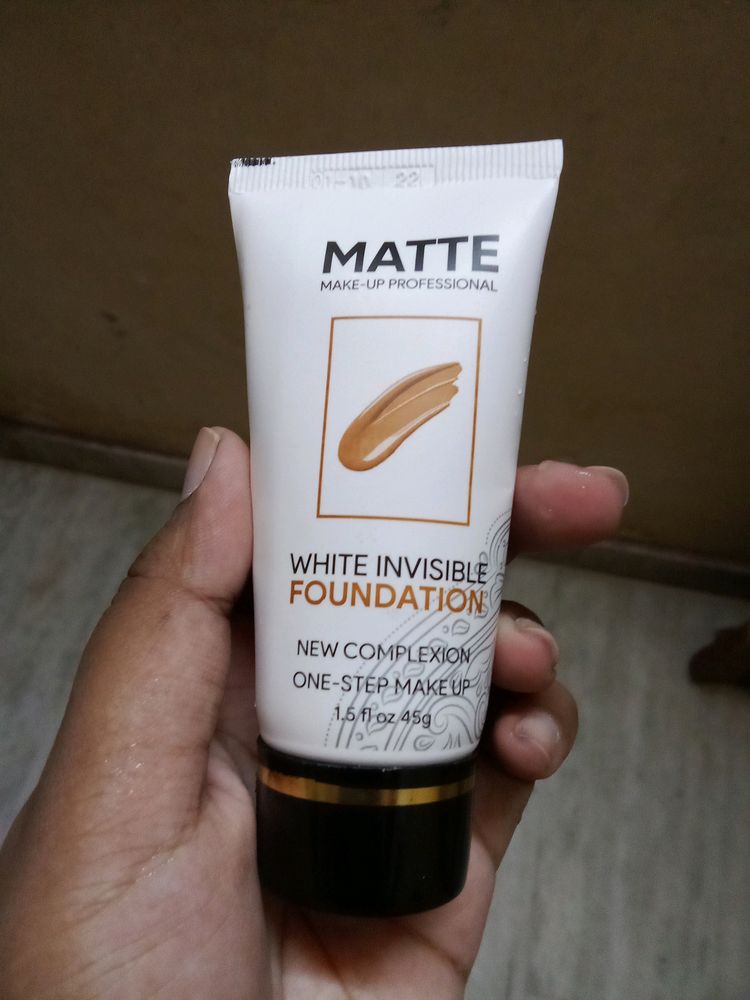 MATTE
MAKE-UP PROFESSIONAL
WHITE INVISIBLE
FOUNDATION
NEW COMPLEXION
ONE-STEP MAKE UP
1.5 fl oz 45g